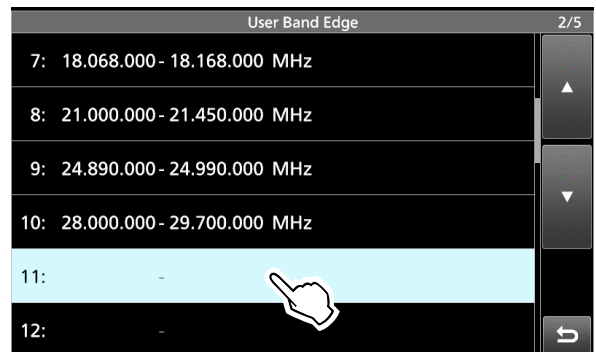 User Band Edge 2/5
7: 18.068.000 - 18.168.000 MHz
8: 21.000.000 - 21.450.000 MHz
9: 24.890.000 - 24.990.000 MHz
10: 28.000.000 - 29.700.000 MHz
11: -
12: -